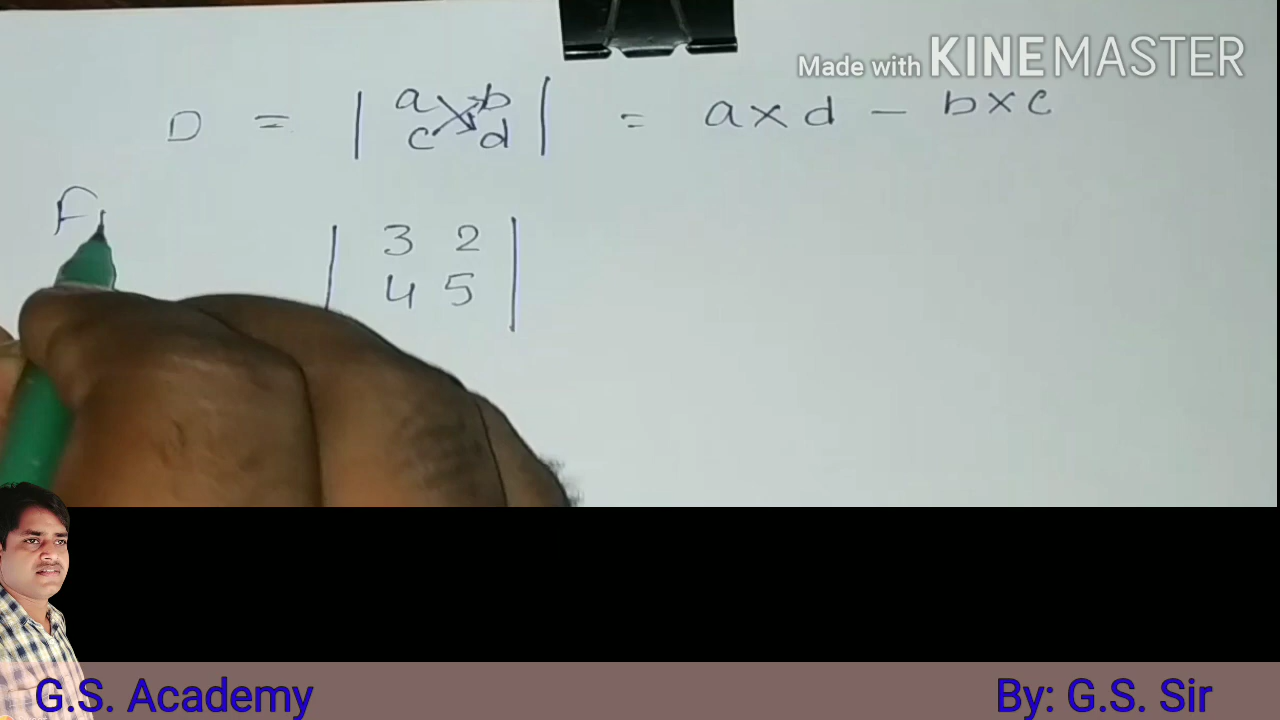 Made with KINEMASTER
D = | a b | = a x d - b x c
| c d |
| 3 2 |
| 4 5 |
G.S. Academy
By: G.S. Sir